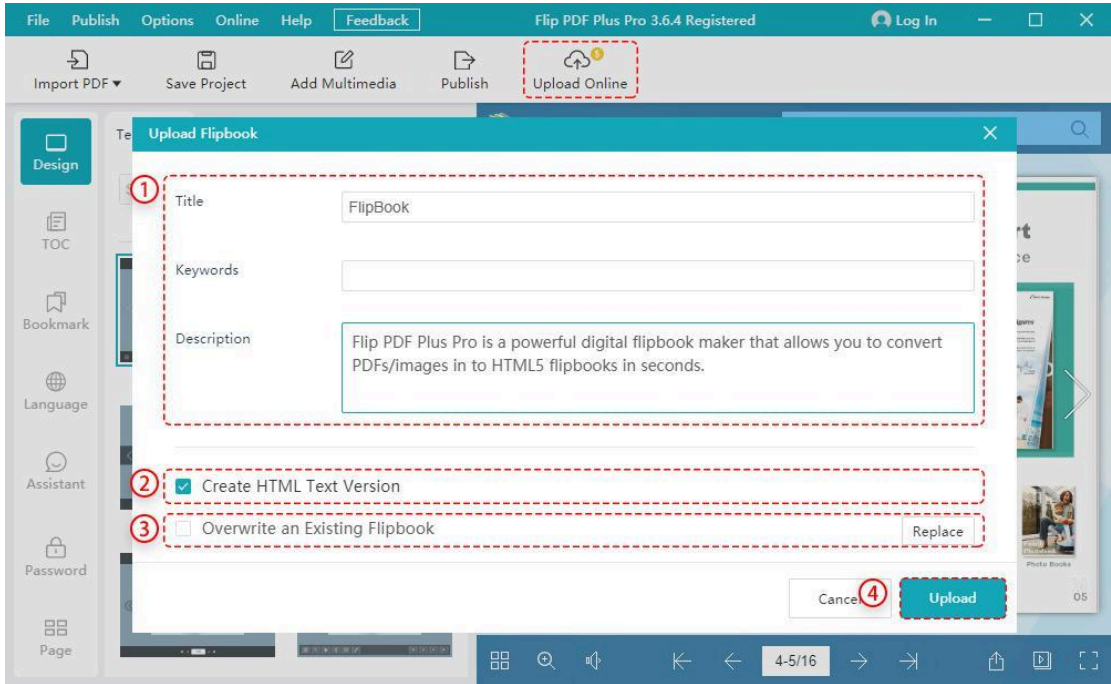 File Publish Options Online Help Feedback Flip PDF Plus Pro 3.6.4 Registered Log In
Import PDF Save Project Add Multimedia Publish Upload Online
Design
TOC
Bookmark
Language
Assistant
Password
Page
Te
Upload Flipbook
1
Title
FlipBook
Keywords
Description
Flip PDF Plus Pro is a powerful digital flipbook maker that allows you to convert
PDFs/images in to HTML5 flipbooks in seconds.
2
Create HTML Text Version
3
Overwrite an Existing Flipbook
Replace
Cance
4
Upload
rt
Photo Books
05
4-5/16